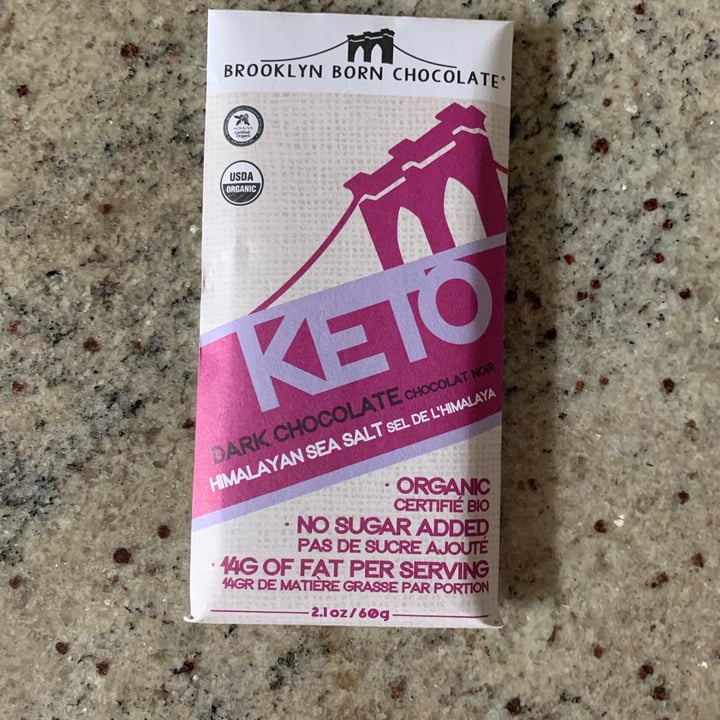 BROOKLYN BORN CHOCOLATE®
Certified
Organic
USDA
ORGANIC
KETO
DARK CHOCOLATE CHOCOLAT NOIR
HIMALAYAN SEA SALT SEL DE L'HIMALAYA
· ORGANIC
CERTIFIÉ BIO
· NO SUGAR ADDED
PAS DE SUCRE AJOUTÉ
· 14G OF FAT PER SERVING
14GR DE MATIÈRE GRASSE PAR PORTION
2.1 oz/60g